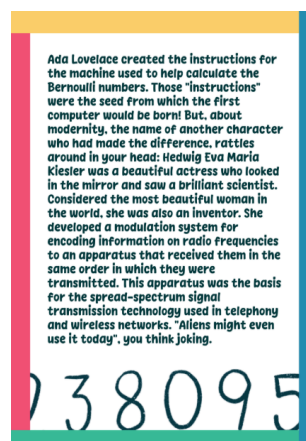 Ada Lovelace created the instructions for
the machine used to help calculate the
Bernoulli numbers. Those "instructions"
were the seed from which the first
computer would be born! But, about
modernity, the name of another character
who had made the difference, rattles
around in your head: Hedwig Eva Maria
Kiesler was a beautiful actress who looked
in the mirror and saw a brilliant scientist.
Considered the most beautiful woman in
the world, she was also an inventor. She
developed a modulation system for
encoding information on radio frequencies
to an apparatus that received them in the
same order in which they were
transmitted. This apparatus was the basis
for the spread-spectrum signal
transmission technology used in telephony
and wireless networks. "Aliens might even
use it today", you think joking.
738095